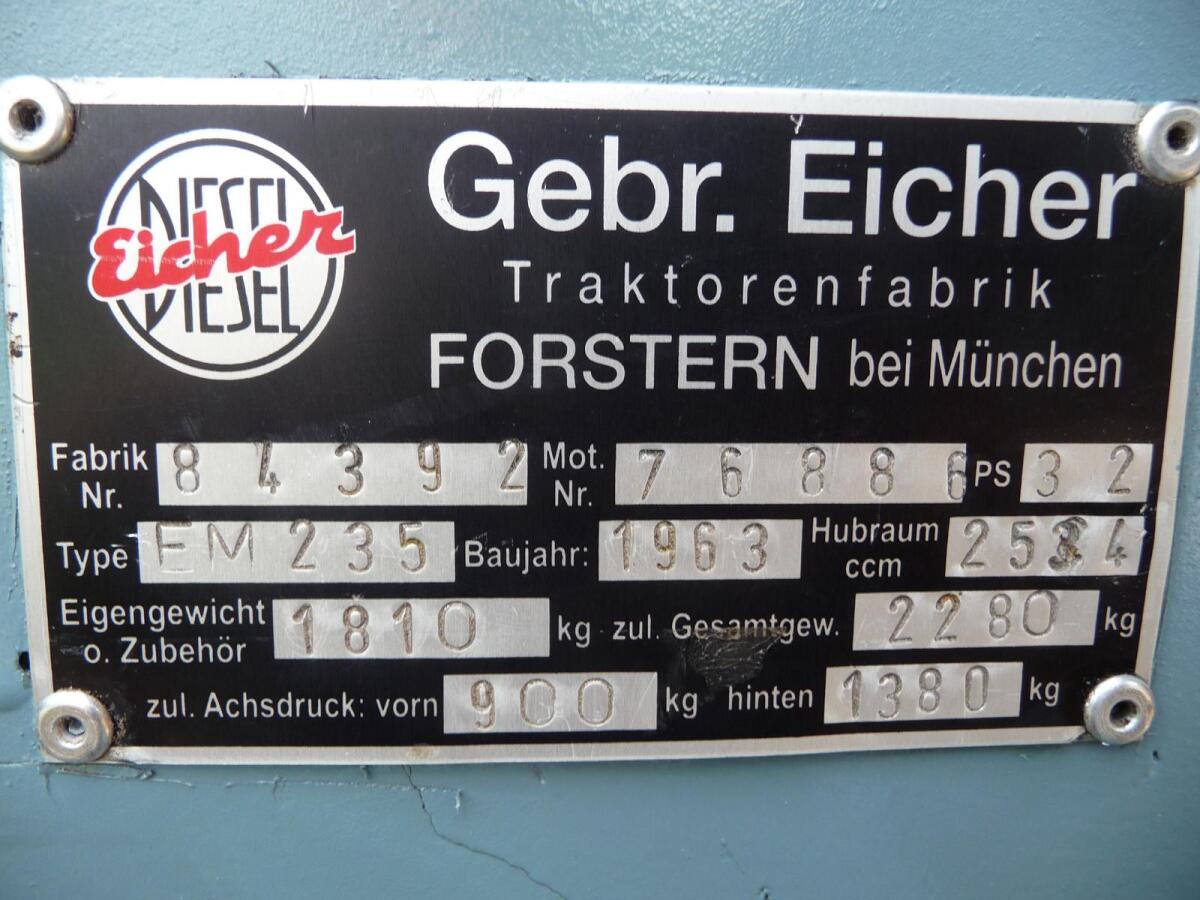 DIESEL
Eicher
DIESEL
Gebr. Eicher
Traktorenfabrik
FORSTERN bei München
Fabrik Nr. 84392 Mot. Nr. 76886 PS 32
Type EM 235 Baujahr: 1963 Hubraum ccm
Eigengewicht o. Zubehör 1810 kg zul. Gesamtgew. 2280 kg
zul. Achsdruck: vorn 900 kg hinten 1380 kg